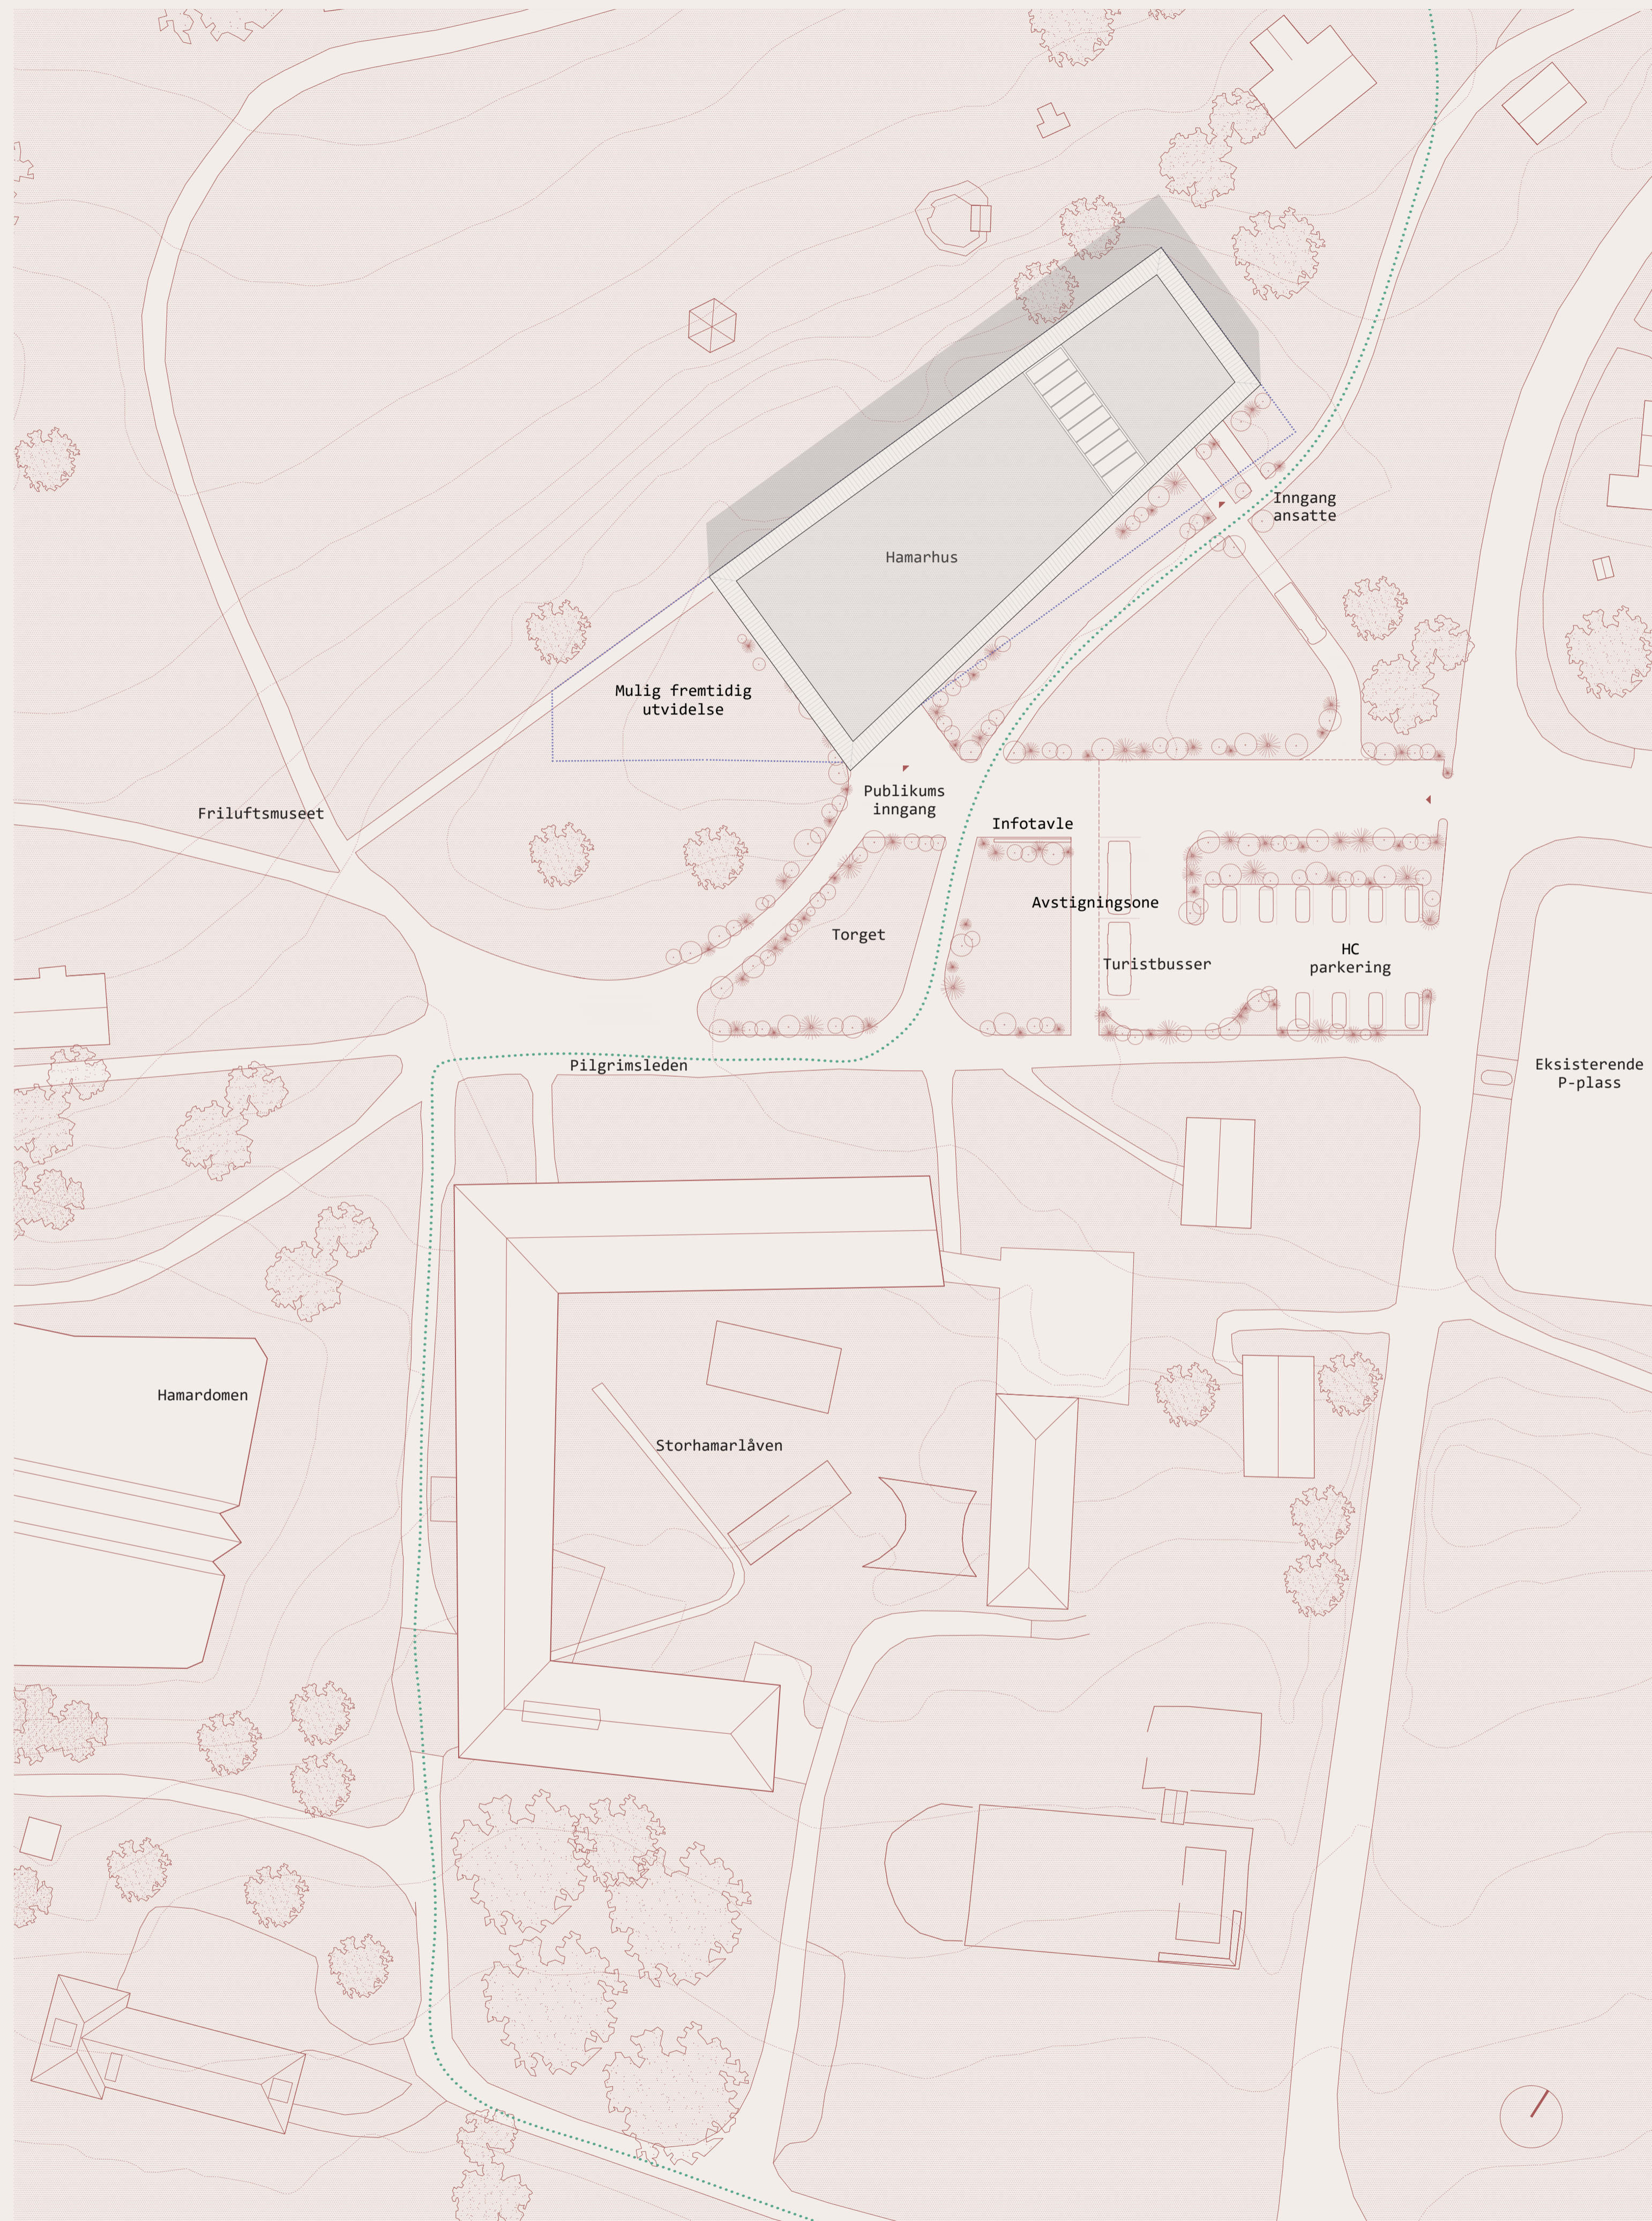 Inngang
ansatte
Hamarhus
Mulig fremtidig
utvidelse
Publikums
inngang
Friluftsmuseet
Infotavle
Avstigningsone
Torget
HC
parkering
Turistbusser
Pilgrimsleden
Eksisterende
P-plass
Hamardomen
Storhamarlåven